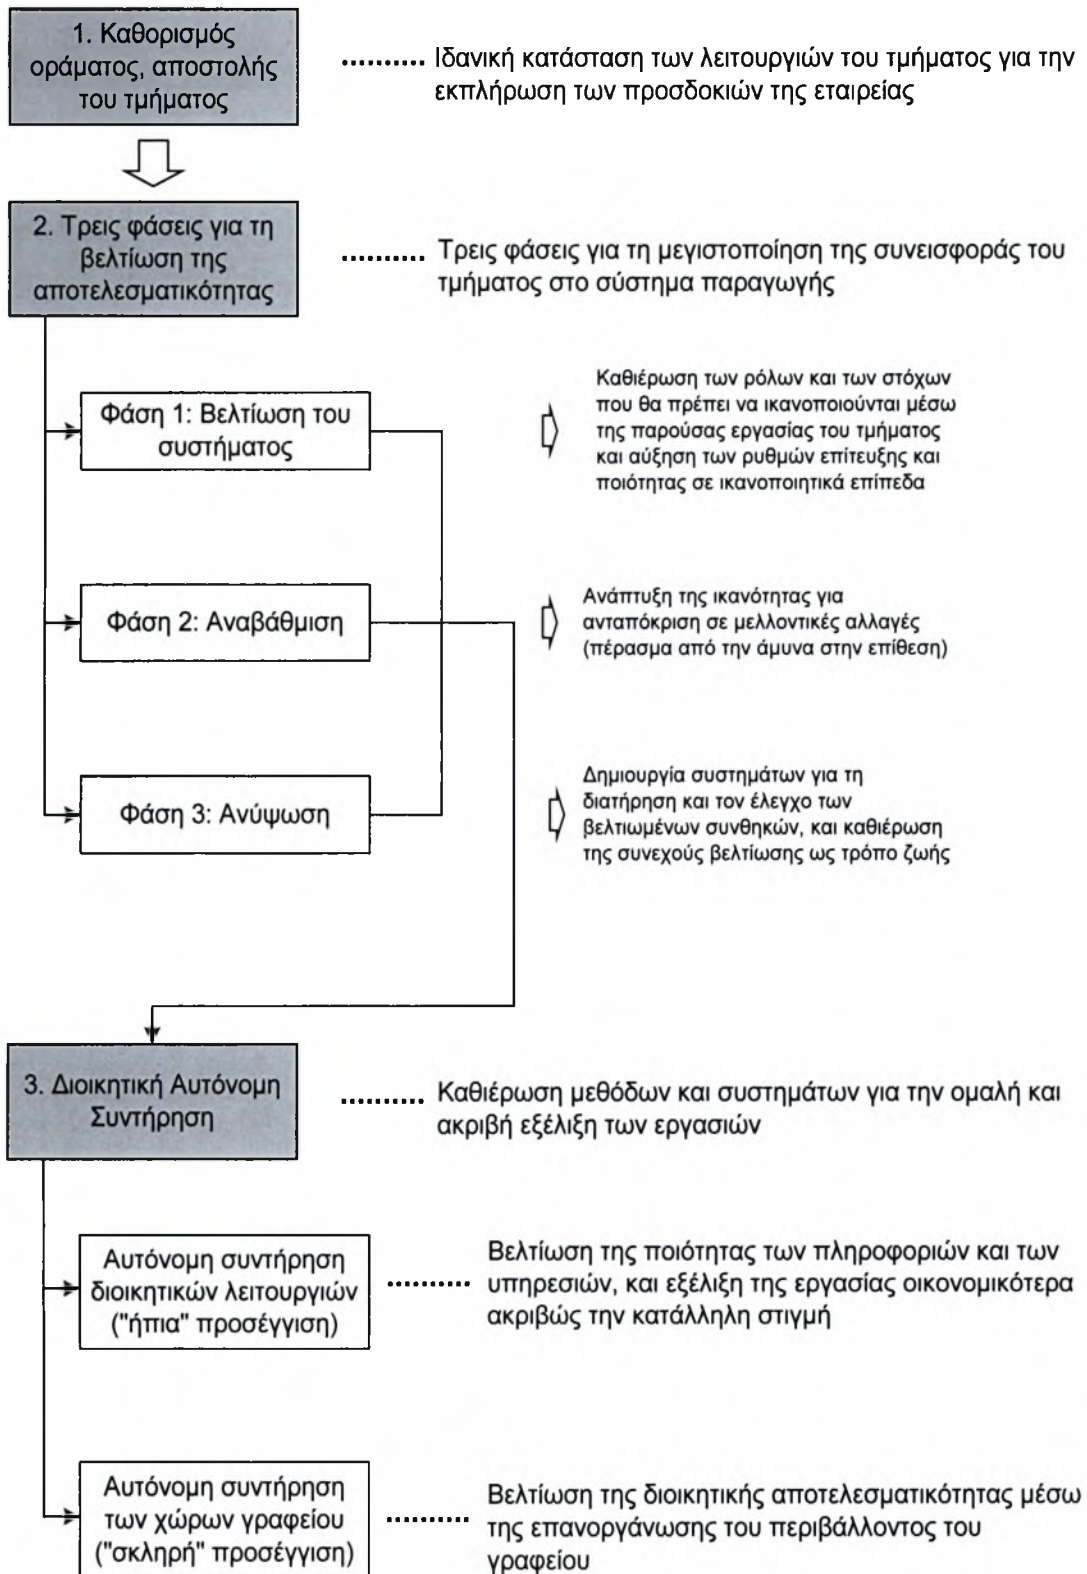 1. Καθορισμός
οράματος, αποστολής
του τμήματος
.......... Ιδανική κατάσταση των λειτουργιών του τμήματος για την
εκπλήρωση των προσδοκιών της εταιρείας
2. Τρεις φάσεις για τη
βελτίωση της
αποτελεσματικότητας
.......... Τρεις φάσεις για τη μεγιστοποίηση της συνεισφοράς του
τμήματος στο σύστημα παραγωγής
Φάση 1: Βελτίωση του
συστήματος
Καθιέρωση των ρόλων και των στόχων
που θα πρέπει να ικανοποιούνται μέσω
της παρούσας εργασίας του τμήματος
και αύξηση των ρυθμών επίτευξης και
ποιότητας σε ικανοποιητικά επίπεδα
Φάση 2: Αναβάθμιση
Ανάπτυξη της ικανότητας για
ανταπόκριση σε μελλοντικές αλλαγές
(πέρασμα από την άμυνα στην επίθεση)
Φάση 3: Ανύψωση
Δημιουργία συστημάτων για τη
διατήρηση και τον έλεγχο των
βελτιωμένων συνθηκών, και καθιέρωση
της συνεχούς βελτίωσης ως τρόπο ζωής
3. Διοικητική Αυτόνομη
Συντήρηση
.......... Καθιέρωση μεθόδων και συστημάτων για την ομαλή και
ακριβή εξέλιξη των εργασιών
Αυτόνομη συντήρηση
διοικητικών λειτουργιών
("ήπια" προσέγγιση)
.......... Βελτίωση της ποιότητας των πληροφοριών και των
υπηρεσιών, και εξέλιξη της εργασίας οικονομικότερα
ακριβώς την κατάλληλη στιγμή
Αυτόνομη συντήρηση
των χώρων γραφείου
("σκληρή" προσέγγιση)
.......... Βελτίωση της διοικητικής αποτελεσματικότητας μέσω
της επανοργάνωσης του περιβάλλοντος του
γραφείου